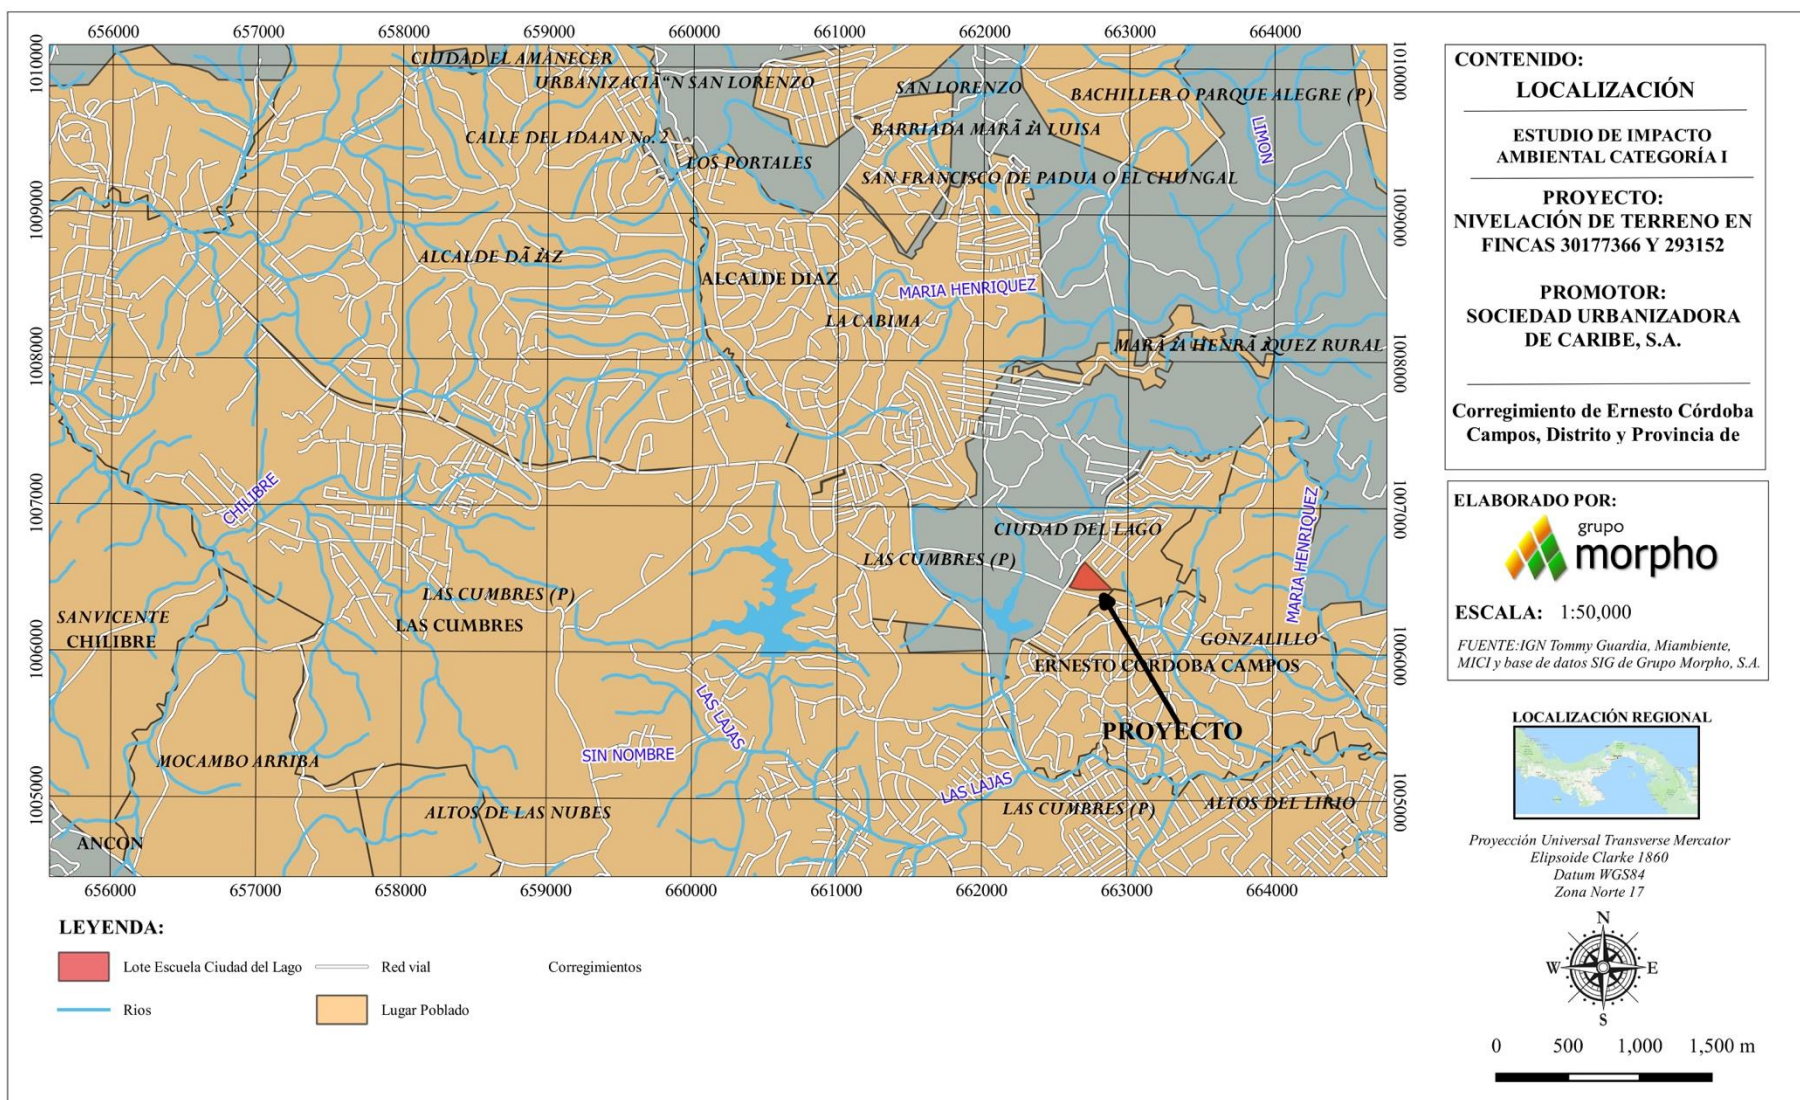 656000 657000 658000 659000 660000 661000 662000 663000 664000
1010000
1009000
1008000
1007000
1006000
1005000
1010000
1009000
1008000
1007000
1006000
1005000
CIUDAD EL AMANECER
URBANIZACIÃ“N SAN LORENZO
SAN LORENZO
BACHILLER O PARQUE ALEGRE (P)
CALLE DEL IDAAN No. 2
BARRIADA MARÃ­A LUISA
LIMON
LOS PORTALES
SAN FRANCISCO DE PADUA O EL CHUNGAL
ALCALDE DÃ­AZ
ALCALDE DIAZ
MARIA HENRIQUEZ
LA CABIMA
MARÃ­A HENRÃ­QUEZ RURAL
CHILIBRE
CIUDAD DEL LAGO
LAS CUMBRES (P)
MARIA HENRIQUEZ
LAS CUMBRES (P)
SANVICENTE
CHILIBRE
LAS CUMBRES
GONZALILLO
ERNESTO CORDOBA CAMPOS
LAS LAJAS
PROYECTO
SIN NOMBRE
MOCAMBO ARRIBA
LAS LAJAS
ALTOS DE LAS NUBES
LAS CUMBRES (P)
ALTOS DEL LIRIO
ANCON
656000 657000 658000 659000 660000 661000 662000 663000 664000
LEYENDA:
Lote Escuela Ciudad del Lago
Red vial
Corregimientos
Rios
Lugar Poblado
CONTENIDO:
LOCALIZACIÓN
ESTUDIO DE IMPACTO
AMBIENTAL CATEGORÍA I
PROYECTO:
NIVELACIÓN DE TERRENO EN
FINCAS 30177366 Y 293152
PROMOTOR:
SOCIEDAD URBANIZADORA
DE CARIBE, S.A.
Corregimiento de Ernesto Córdoba
Campos, Distrito y Provincia de
ELABORADO POR:
grupo
morpho
ESCALA: 1:50,000
FUENTE:IGN Tommy Guardia, Miambiente,
MICI y base de datos SIG de Grupo Morpho, S.A.
LOCALIZACIÓN REGIONAL
Proyección Universal Transverse Mercator
Elipsoide Clarke 1860
Datum WGS84
Zona Norte 17
N
W E
S
0 500 1,000 1,500 m